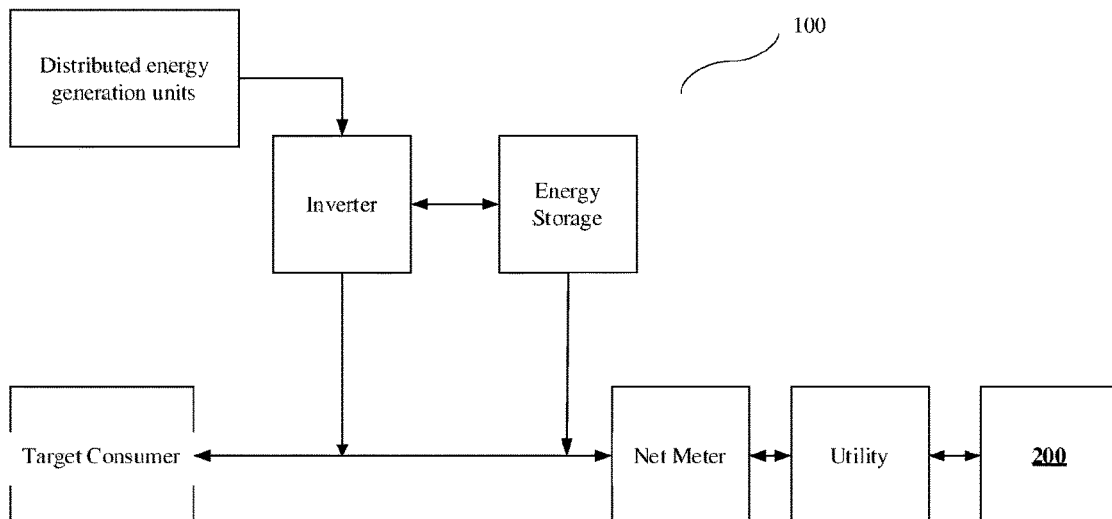 100
Distributed energy
generation units
Inverter
Energy
Storage
Target Consumer
Net Meter
Utility
200